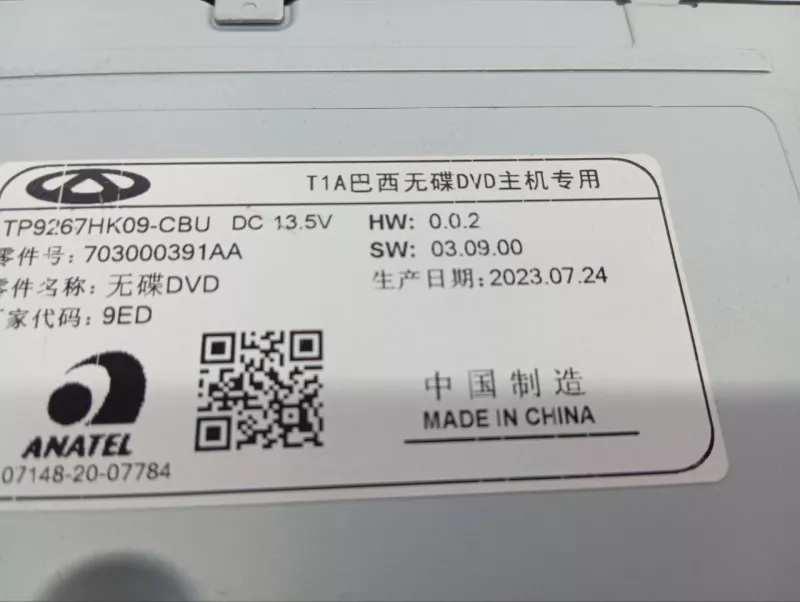 T1A巴西无碟DVD主机专用
TP9267HK09-CBU DC 13.5V HW: 0.0.2
零件号: 703000391AA SW: 03.09.00
零件名称: 无碟DVD 生产日期: 2023.07.24
厂家代码: 9ED
中国制造
MADE IN CHINA
ANATEL
07148-20-07784